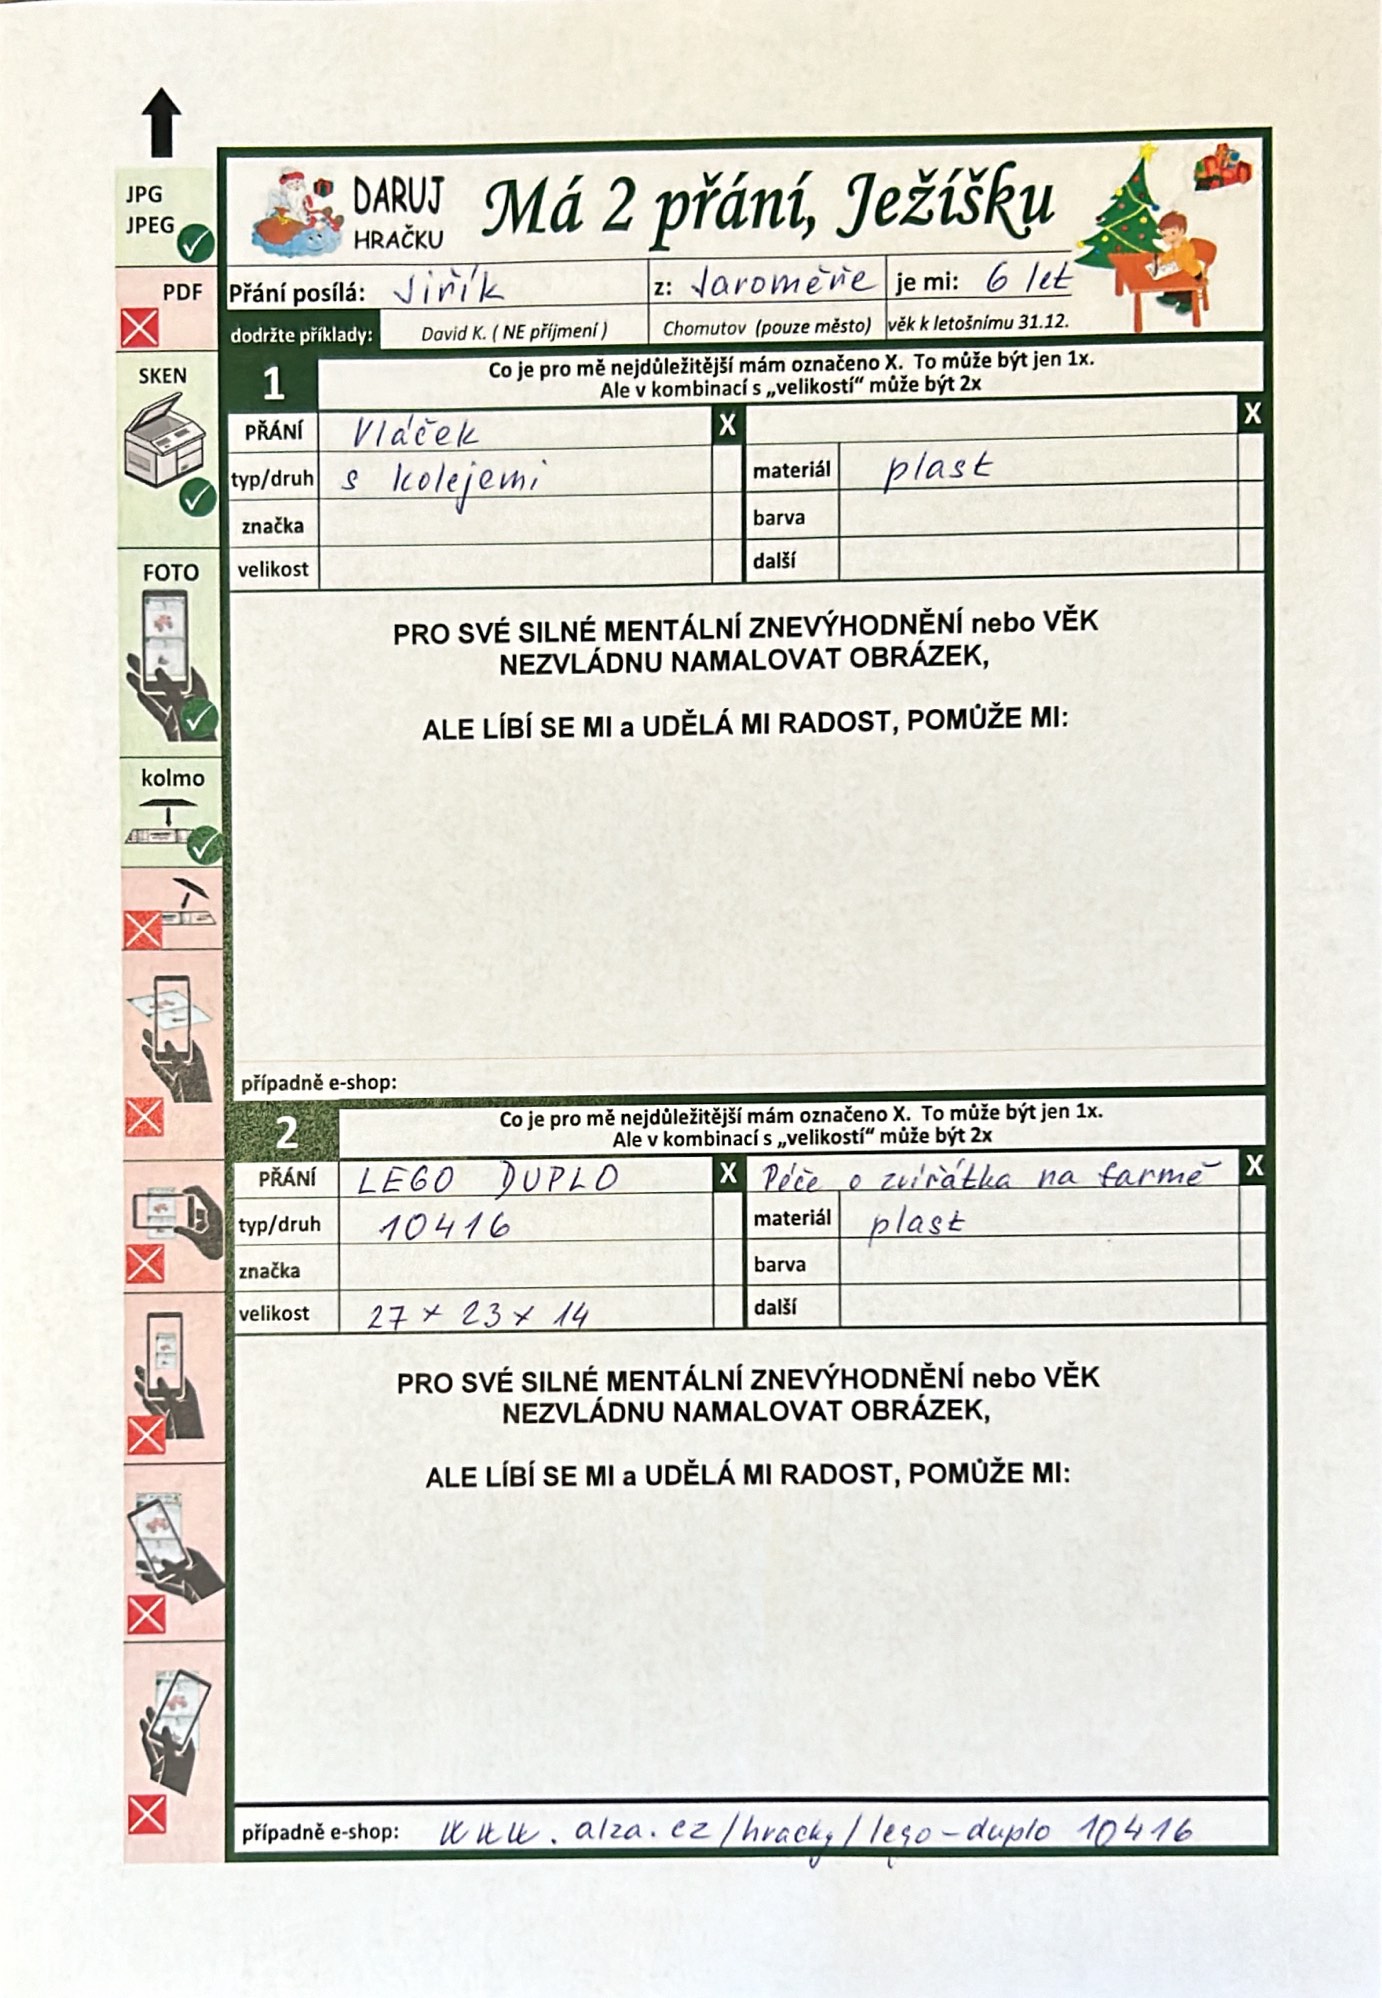 JPG
JPEG
PDF
SKEN
FOTO
kolmo
DARUJ
HRAČKU
Má 2 přání, Ježíšku
Přání posílá: Jiřík z: Jaroměře je mi: 6 let
dodržte příklady: David K. ( NE příjmení ) Chomutov (pouze město) věk k letošnímu 31.12.
1
Co je pro mě nejdůležitější mám označeno X. To může být jen 1x.
Ale v kombinací s „velikostí“ může být 2x
PŘÁNÍ Vláček X X
typ/druh s kolejemi materiál plast
značka barva
velikost další
PRO SVÉ SILNÉ MENTÁLNÍ ZNEVÝHODNĚNÍ nebo VĚK
NEZVLÁDNU NAMALOVAT OBRÁZEK,
ALE LÍBÍ SE MI a UDĚLÁ MI RADOST, POMŮŽE MI:
případně e-shop:
2
Co je pro mě nejdůležitější mám označeno X. To může být jen 1x.
Ale v kombinací s „velikostí“ může být 2x
PŘÁNÍ LEGO DUPLO X Péče o zvířátka na farmě X
typ/druh 10416 materiál plast
značka barva
velikost 27 x 23 x 14 další
PRO SVÉ SILNÉ MENTÁLNÍ ZNEVÝHODNĚNÍ nebo VĚK
NEZVLÁDNU NAMALOVAT OBRÁZEK,
ALE LÍBÍ SE MI a UDĚLÁ MI RADOST, POMŮŽE MI:
případně e-shop: www.alza.cz/hracky/lego-duplo 10416